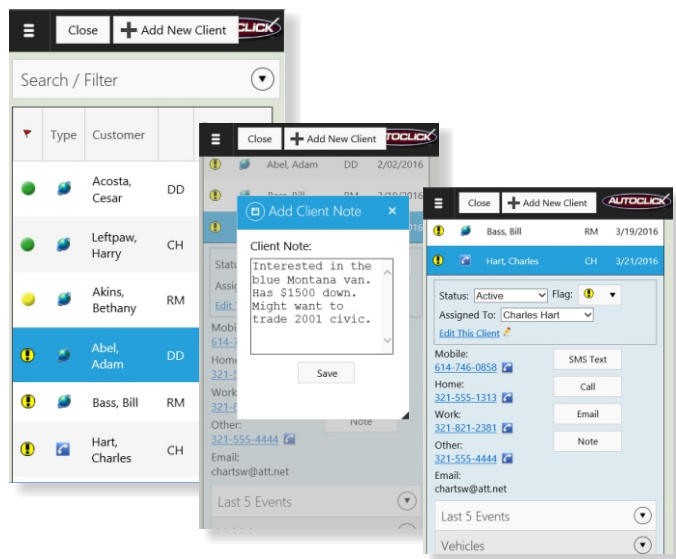 Close
Add New Client
CLICK
Search / Filter
Type Customer
Acosta,
Cesar
DD
Leftpaw,
Harry
CH
Akins,
Bethany
RM
Abel,
Adam
DD
Bass, Bill
RM
Hart,
Charles
CH
Close
Add New Client
TOCLICK
Abel, Adam DD 2/02/2016
Add Client Note
Client Note:
Interested in the
blue Montana van.
Has $1500 down.
Might want to
trade 2001 civic.
Save
Note
Other:
321-555-4444
Email:
chartsw@att.net
Last 5 Events
Close
Add New Client
AUTOCLICK
Bass, Bill RM 3/19/2016
Hart, Charles CH 3/21/2016
Status: Active Flag:
Assigned To: Charles Hart
Edit This Client
Mobile:
614-746-0858
SMS Text
Home:
321-555-1313
Call
Work:
321-821-2381
Email
Other:
321-555-4444
Note
Email:
chartsw@att.net
Last 5 Events
Vehicles